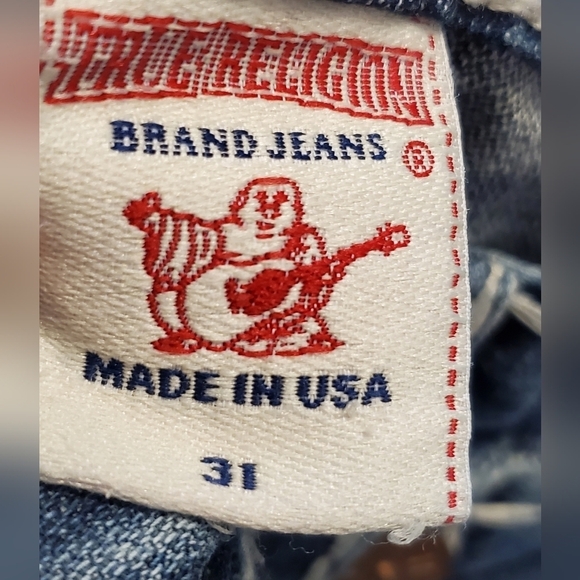 TRUE RELIGION
BRAND JEANS ®
MADE IN USA
31